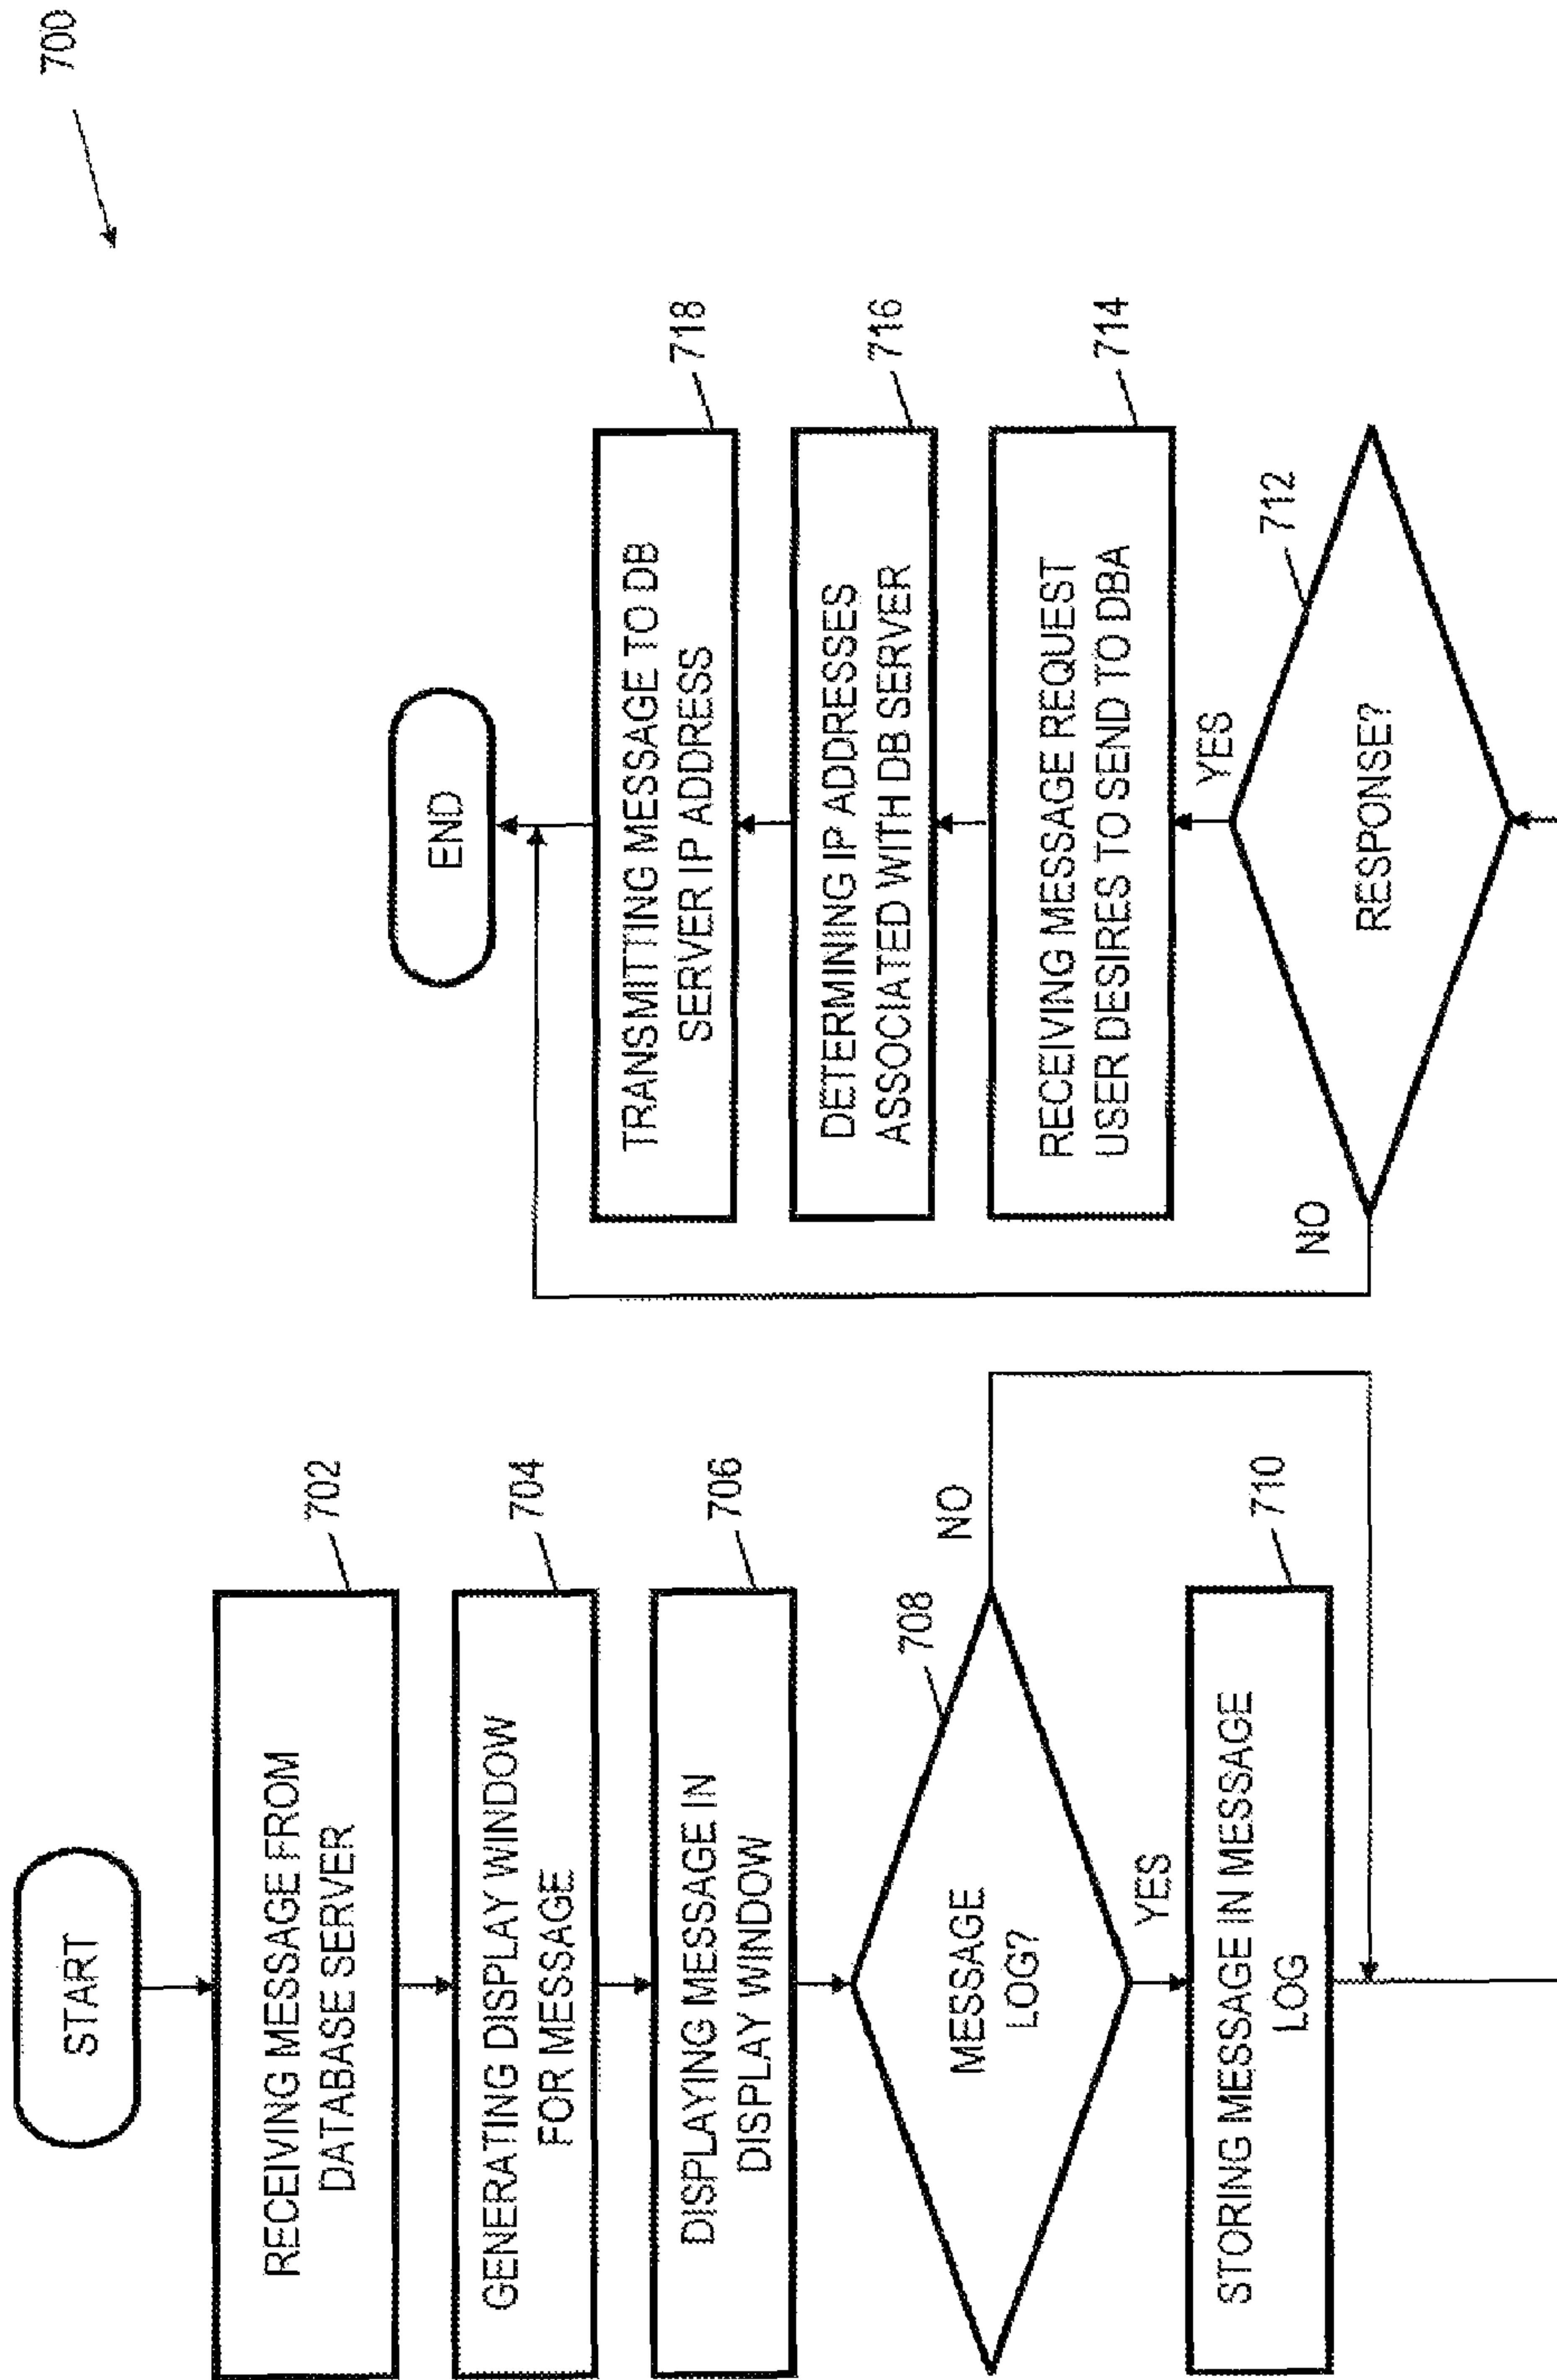 700
START
RECEIVING MESSAGE FROM
DATABASE SERVER
702
GENERATING DISPLAY WINDOW
FOR MESSAGE
704
DISPLAYING MESSAGE IN
DISPLAY WINDOW
706
MESSAGE
LOG?
708
NO
YES
STORING MESSAGE IN MESSAGE
LOG
710
RESPONSE?
712
NO
YES
RECEIVING MESSAGE REQUEST
USER DESIRES TO SEND TO DBA
714
DETERMINING IP ADDRESSES
ASSOCIATED WITH DB SERVER
716
TRANSMITTING MESSAGE TO DB
SERVER IP ADDRESS
718
END